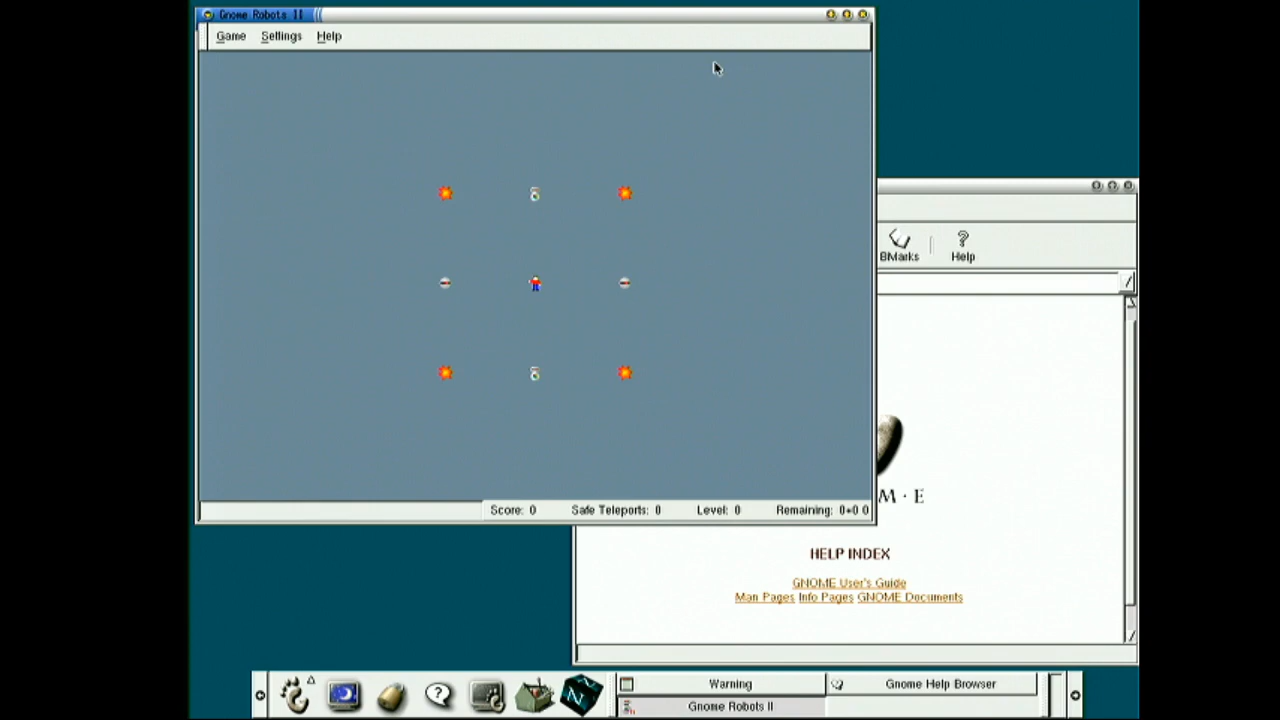 Gnome Robots II
Game Settings Help
BMarks Help
M · E
Score: 0 Safe Teleports: 0 Level: 0 Remaining: 0+0 0
HELP INDEX
GNOME User's Guide
Man Pages Info Pages GNOME Documents
Warning Gnome Help Browser
Gnome Robots II